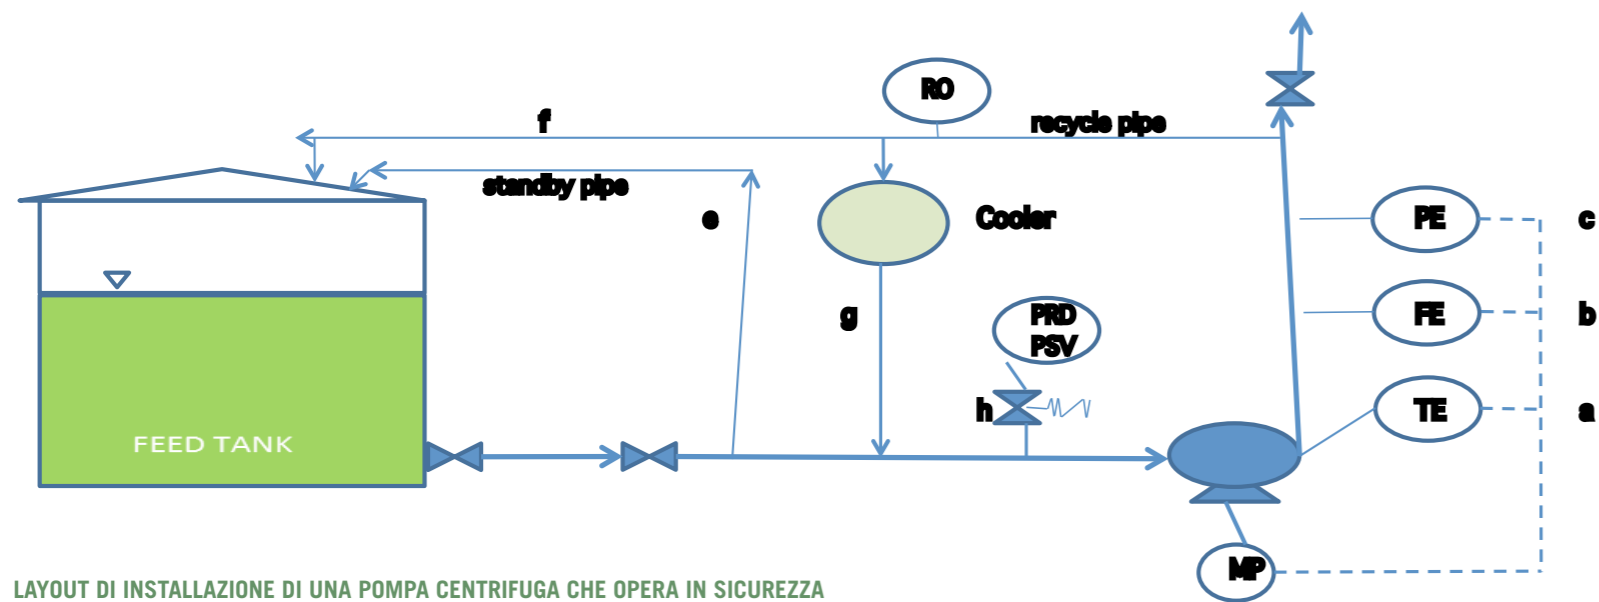 RO
f
recycle pipe
standby pipe
e
Cooler
PE
c
g
PRD
PSV
FE
b
h
TE
a
FEED TANK
MP
LAYOUT DI INSTALLAZIONE DI UNA POMPA CENTRIFUGA CHE OPERA IN SICUREZZA